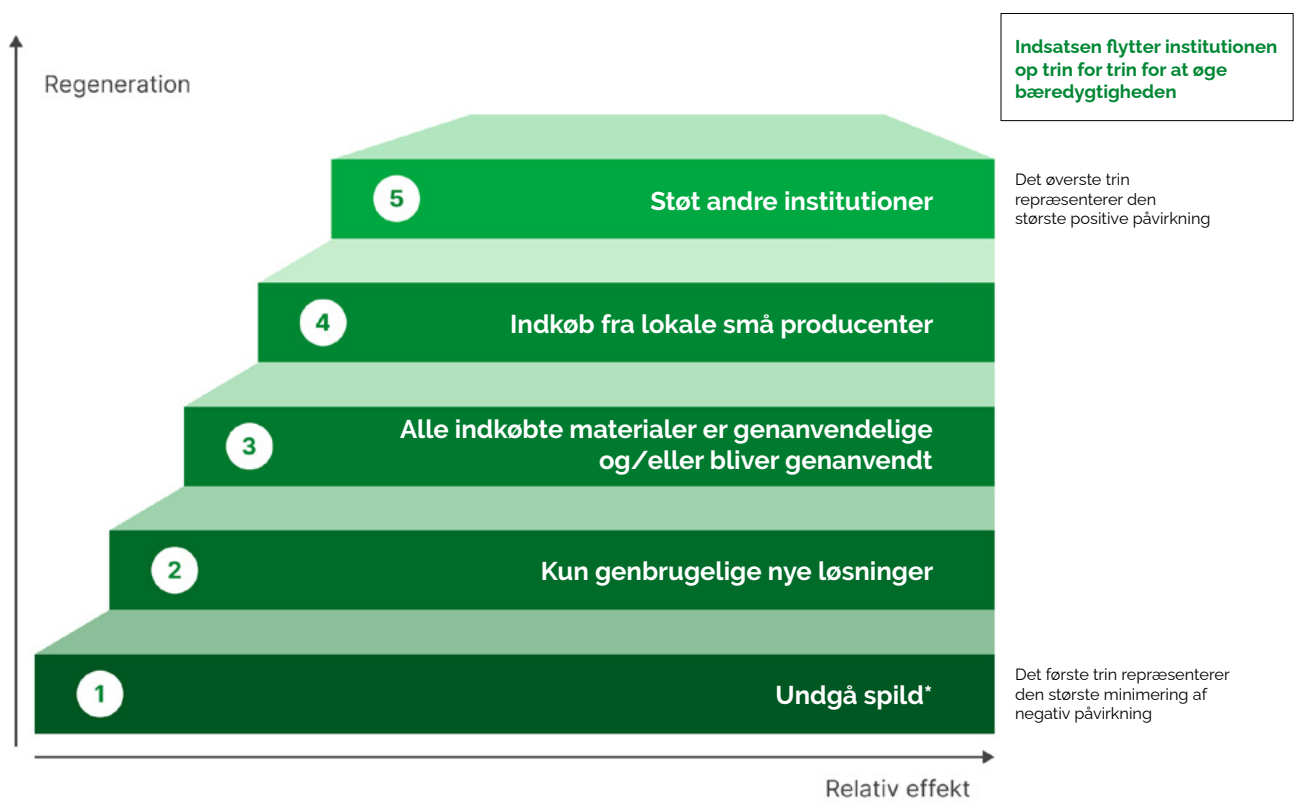 Regeneration
Indsatsen flytter institutionen
op trin for trin for at øge
bæredygtigheden
5
Støt andre institutioner
Det øverste trin
repræsenterer den
største positive påvirkning
4
Indkøb fra lokale små producenter
3
Alle indkøbte materialer er genanvendelige
og/eller bliver genanvendt
2
Kun genbrugelige nye løsninger
1
Undgå spild*
Det første trin repræsenterer
den største minimering af
negativ påvirkning
Relativ effekt